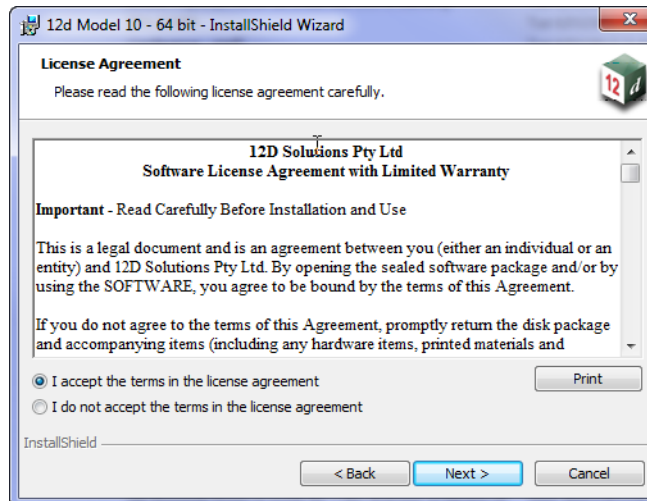 12d Model 10 - 64 bit - InstallShield Wizard
License Agreement
Please read the following license agreement carefully.
12 d
12D Solutions Pty Ltd
Software License Agreement with Limited Warranty
Important - Read Carefully Before Installation and Use
This is a legal document and is an agreement between you (either an individual or an
entity) and 12D Solutions Pty Ltd. By opening the sealed software package and/or by
using the SOFTWARE, you agree to be bound by the terms of this Agreement.
If you do not agree to the terms of this Agreement, promptly return the disk package
and accompanying items (including any hardware items, printed materials and
I accept the terms in the license agreement
Print
I do not accept the terms in the license agreement
InstallShield
< Back Next > Cancel